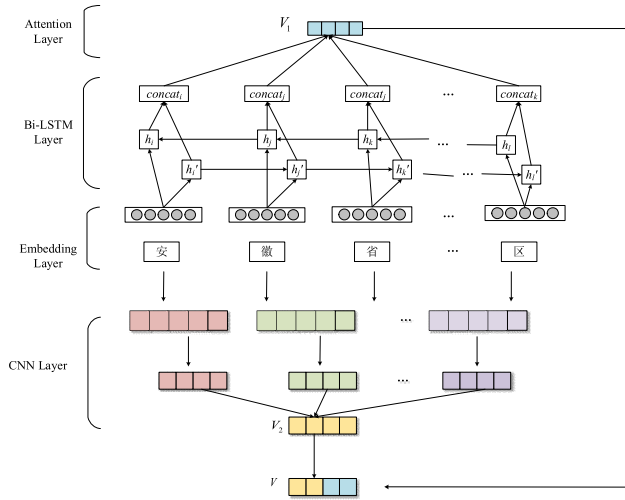 Attention
Layer
V1
Bi-LSTM
Layer
concati
concatj
concatj
...
concatk
hi
hj
hk
...
hl
hi'
hj'
hk'
...
hl'
Embedding
Layer
...
安
徽
省
...
区
CNN Layer
...
...
V2
V